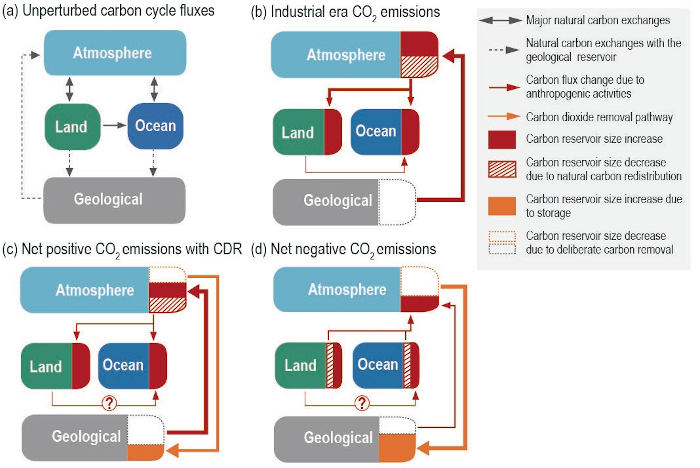 (a) Unperturbed carbon cycle fluxes
Atmosphere
Land
Ocean
Geological
(b) Industrial era CO2 emissions
Atmosphere
Land
Ocean
Geological
Major natural carbon exchanges
Natural carbon exchanges with the
geological reservoir
Carbon flux change due to
anthropogenic activities
Carbon dioxide removal pathway
Carbon reservoir size increase
Carbon reservoir size decrease
due to natural carbon redistribution
Carbon reservoir size increase due
to storage
Carbon reservoir size decrease
due to deliberate carbon removal
(c) Net positive CO2 emissions with CDR
Atmosphere
Land
Ocean
?
Geological
(d) Net negative CO2 emissions
Atmosphere
Land
Ocean
?
Geological